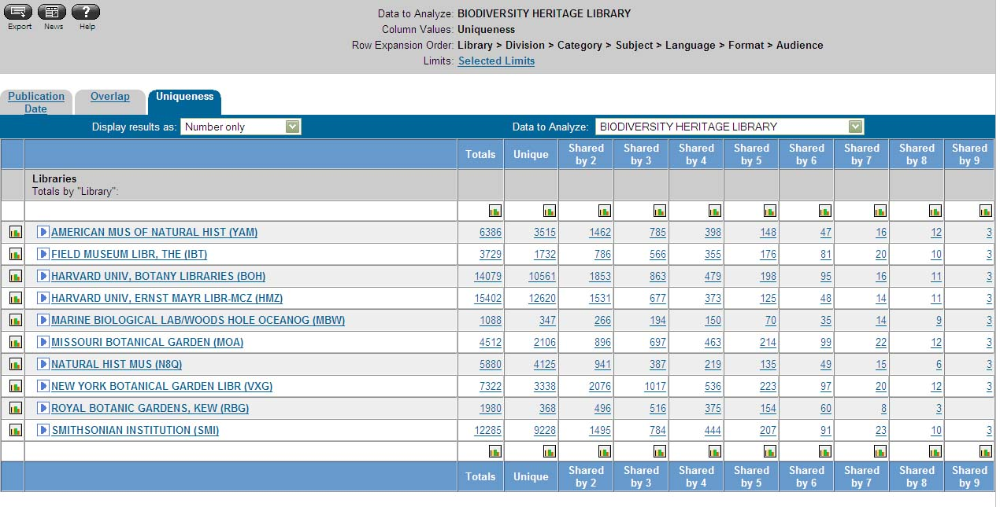 Export News Help
Data to Analyze: BIODIVERSITY HERITAGE LIBRARY
Column Values: Uniqueness
Row Expansion Order: Library > Division > Category > Subject > Language > Format > Audience
Limits: Selected Limits
Publication Date Overlap Uniqueness
Display results as: Number only Data to Analyze: BIODIVERSITY HERITAGE LIBRARY
Totals Unique Shared by 2 Shared by 3 Shared by 4 Shared by 5 Shared by 6 Shared by 7 Shared by 8 Shared by 9
Libraries
Totals by "Library":
AMERICAN MUS OF NATURAL HIST (YAM) 6386 3515 1462 785 398 148 47 16 12 3
FIELD MUSEUM LIBR, THE (IBT) 3729 1732 786 566 355 176 81 20 10 3
HARVARD UNIV, BOTANY LIBRARIES (BOH) 14079 10561 1853 863 479 198 95 16 11 3
HARVARD UNIV, ERNST MAYR LIBR-MCZ (HMZ) 15402 12620 1531 677 373 125 48 14 11 3
MARINE BIOLOGICAL LAB/WOODS HOLE OCEANOG (MBW) 1088 347 266 194 150 70 35 14 9 3
MISSOURI BOTANICAL GARDEN (MOA) 4512 2106 896 697 463 214 99 22 12 3
NATURAL HIST MUS (N8Q) 5880 4125 941 387 219 135 49 15 6 3
NEW YORK BOTANICAL GARDEN LIBR (VXG) 7322 3338 2076 1017 536 223 97 20 12 3
ROYAL BOTANIC GARDENS, KEW (RBG) 1980 368 496 516 375 154 60 8 3
SMITHSONIAN INSTITUTION (SMI) 12285 9228 1495 784 444 207 91 23 10 3
Totals Unique Shared by 2 Shared by 3 Shared by 4 Shared by 5 Shared by 6 Shared by 7 Shared by 8 Shared by 9